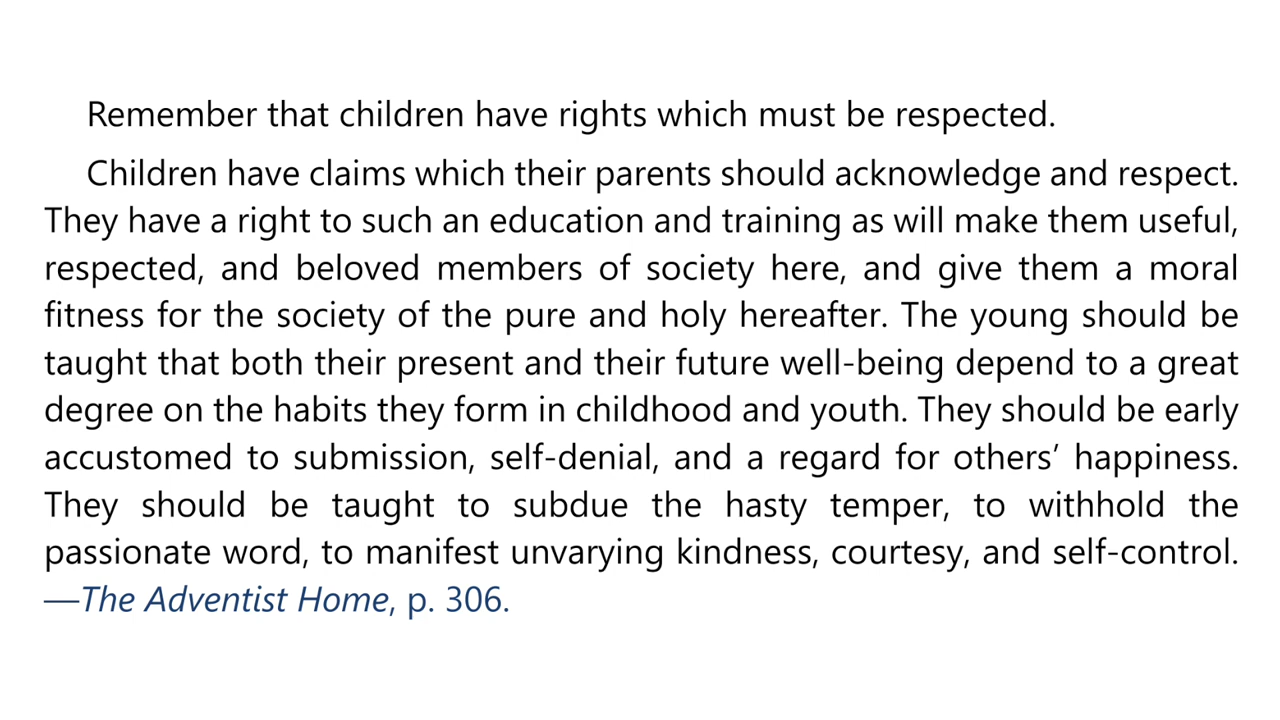 Remember that children have rights which must be respected.
Children have claims which their parents should acknowledge and respect.
They have a right to such an education and training as will make them useful,
respected, and beloved members of society here, and give them a moral
fitness for the society of the pure and holy hereafter. The young should be
taught that both their present and their future well-being depend to a great
degree on the habits they form in childhood and youth. They should be early
accustomed to submission, self-denial, and a regard for others’ happiness.
They should be taught to subdue the hasty temper, to withhold the
passionate word, to manifest unvarying kindness, courtesy, and self-control.
—The Adventist Home, p. 306.